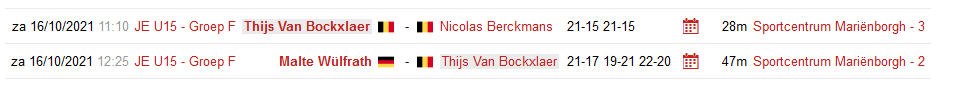 za 16/10/2021 11:10 JE U15 - Groep F Thijs Van Bockxlaer - Nicolas Berckmans 21-15 21-15 28m Sportcentrum Mariënborgh - 3
za 16/10/2021 12:25 JE U15 - Groep F Malte Wülfrath - Thijs Van Bockxlaer 21-17 19-21 22-20 47m Sportcentrum Mariënborgh - 2